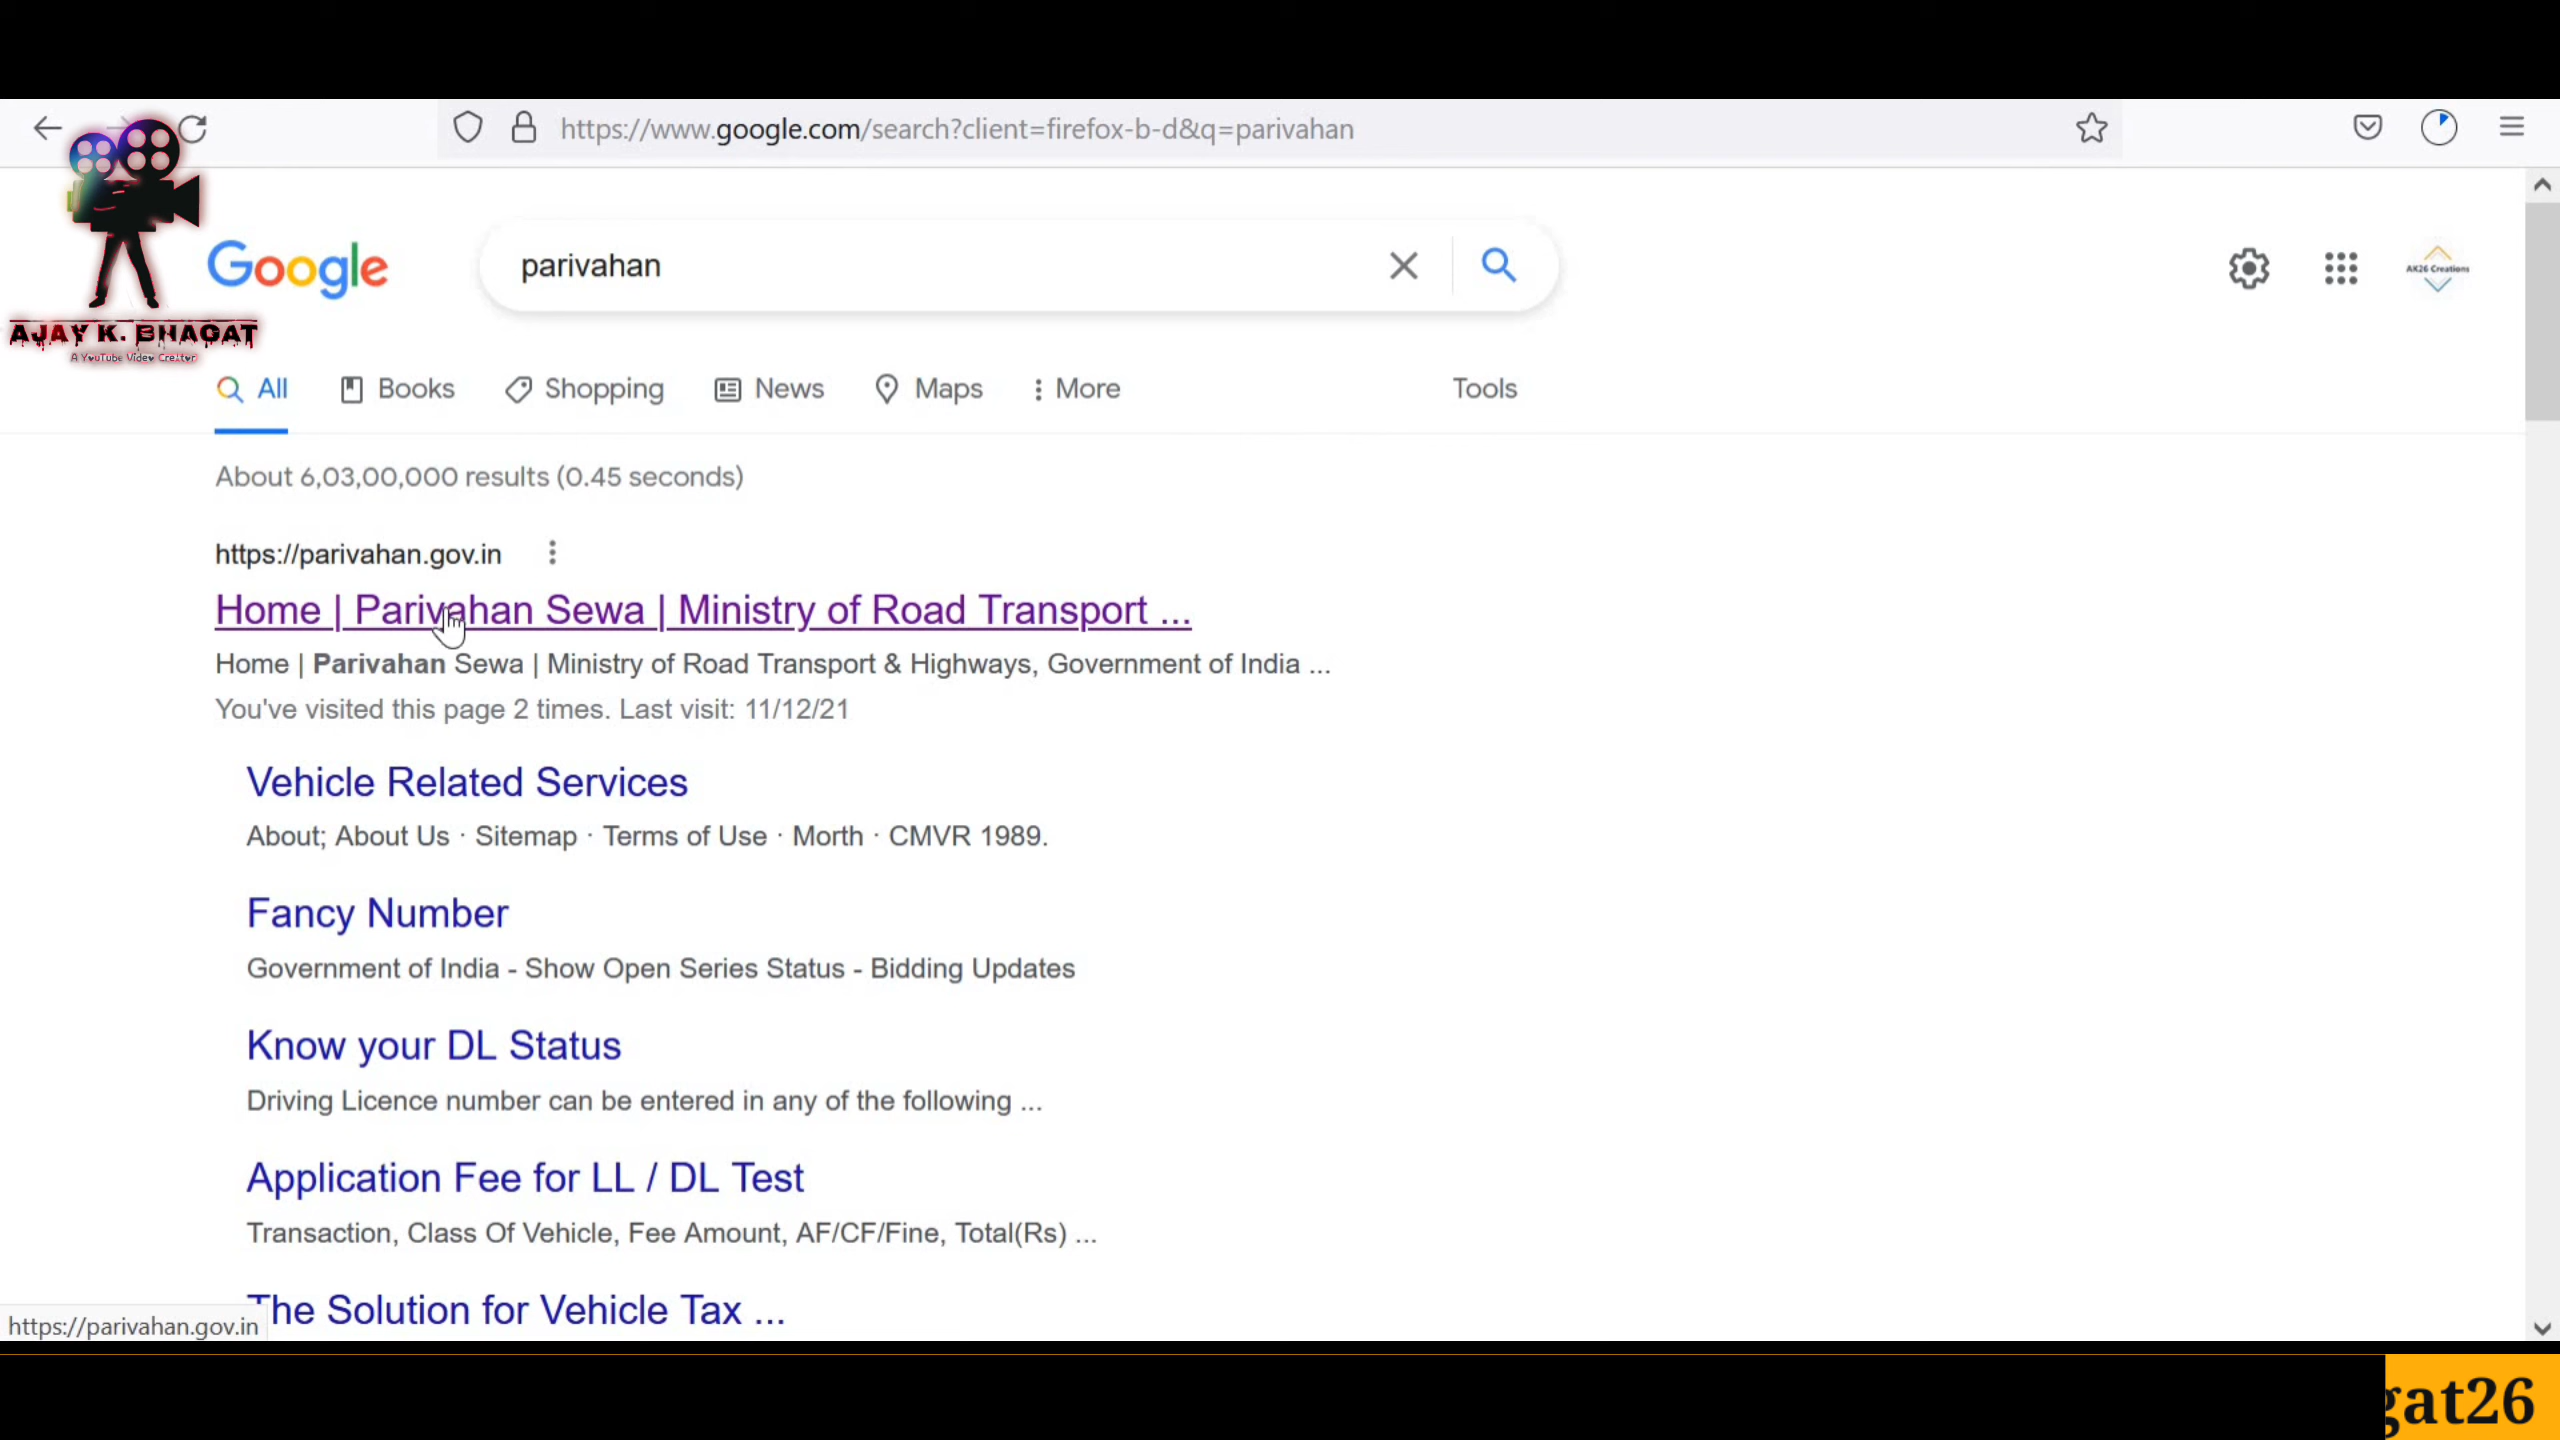 https://www.google.com/search?client=firefox-b-d&q=parivahan
Google
parivahan
AK26 Creations
AJAY K. BHAGAT
A YouTube Video Creator
All
Books
Shopping
News
Maps
More
Tools
About 6,03,00,000 results (0.45 seconds)
https://parivahan.gov.in
Home | Parivahan Sewa | Ministry of Road Transport ...
Home | Parivahan Sewa | Ministry of Road Transport & Highways, Government of India ...
You've visited this page 2 times. Last visit: 11/12/21
Vehicle Related Services
About; About Us · Sitemap · Terms of Use · Morth · CMVR 1989.
Fancy Number
Government of India - Show Open Series Status - Bidding Updates
Know your DL Status
Driving Licence number can be entered in any of the following ...
Application Fee for LL / DL Test
Transaction, Class Of Vehicle, Fee Amount, AF/CF/Fine, Total(Rs) ...
The Solution for Vehicle Tax ...
https://parivahan.gov.in
gat26